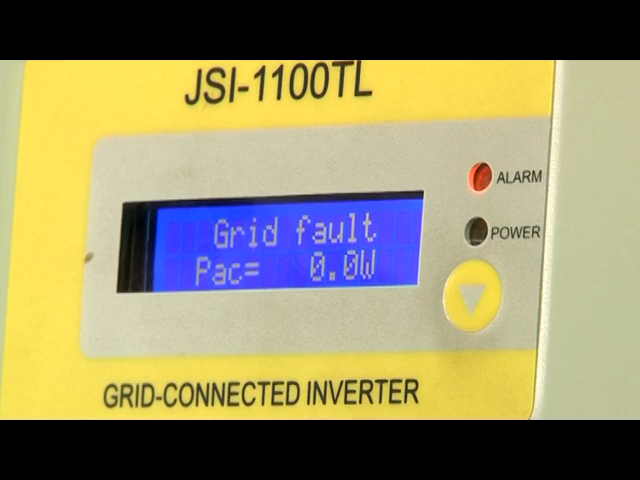 JSI-1100TL
Grid fault
Pac= 0.0W
ALARM
POWER
GRID-CONNECTED INVERTER